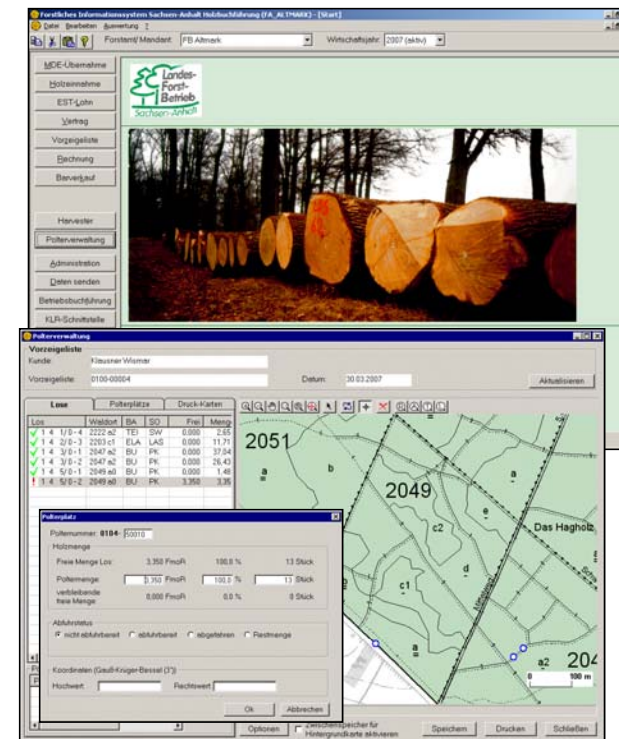 Forstliches Informationssystem Sachsen-Anhalt Holzbuchführung (FA_ALTMARK) - [Start]
Datei Bearbeiten Auswertung ?
Forstamt/ Mandant: FB Altmark Wirtschaftsjahr: 2007 (aktiv)
MDE-Übernahme
Holzeinnahme
EST-Lohn
Vertrag
Vorzeigeliste
Rechnung
Barverkauf
Harvester
Polterverwaltung
Administration
Daten senden
Betriebsbuchführung
KLR-Schnittstelle
Landes-
Forst-
Betrieb
Sachsen-Anhalt
Polterverwaltung
Vorzeigeliste
Kunde: Klausner Wismar
Vorzeigeliste: 0100-00004 Datum: 30.03.2007 Aktualisieren
Lose Polterplätze Druck-Karten
Los Waldort BA SO Frei Meng
1 4 1/0-4 2222 a2 TEI SW 0,000 2,65
1 4 2/0-3 2203 c1 ELA LAS 0,000 11,71
1 4 3/0-1 2047 a2 BU PK 0,000 37,04
1 4 3/0-2 2047 a2 BU PK 0,000 26,43
1 4 5/0-1 2049 a0 BU PK 0,000 1,48
1 4 5/0-2 2049 a0 BU PK 3,350 3,35
2051
a
b
2049
a
e
c2
Das Hagholz
d
c1
a
a2
204
0 100 m
Polterplatz
Polternummer: 0104- 50010
Holzmenge
Freie Menge Los: 3,350 FmoR 100,0 % 13 Stück
Poltermenge: 3,350 FmoR 100,0 % 13 Stück
verbleibende
freie Menge: 0,000 FmoR 0,0 % 0 Stück
Abfuhrstatus
nicht abfuhrbereit abfuhrbereit abgefahren Restmenge
Koordinaten (Gauß-Krüger-Bessel (3°))
Hochwert: Rechtswert:
Ok Abbrechen
Optionen Zwischenspeicher für
Hintergrundkarte aktivieren Speichern Drucken Schließen